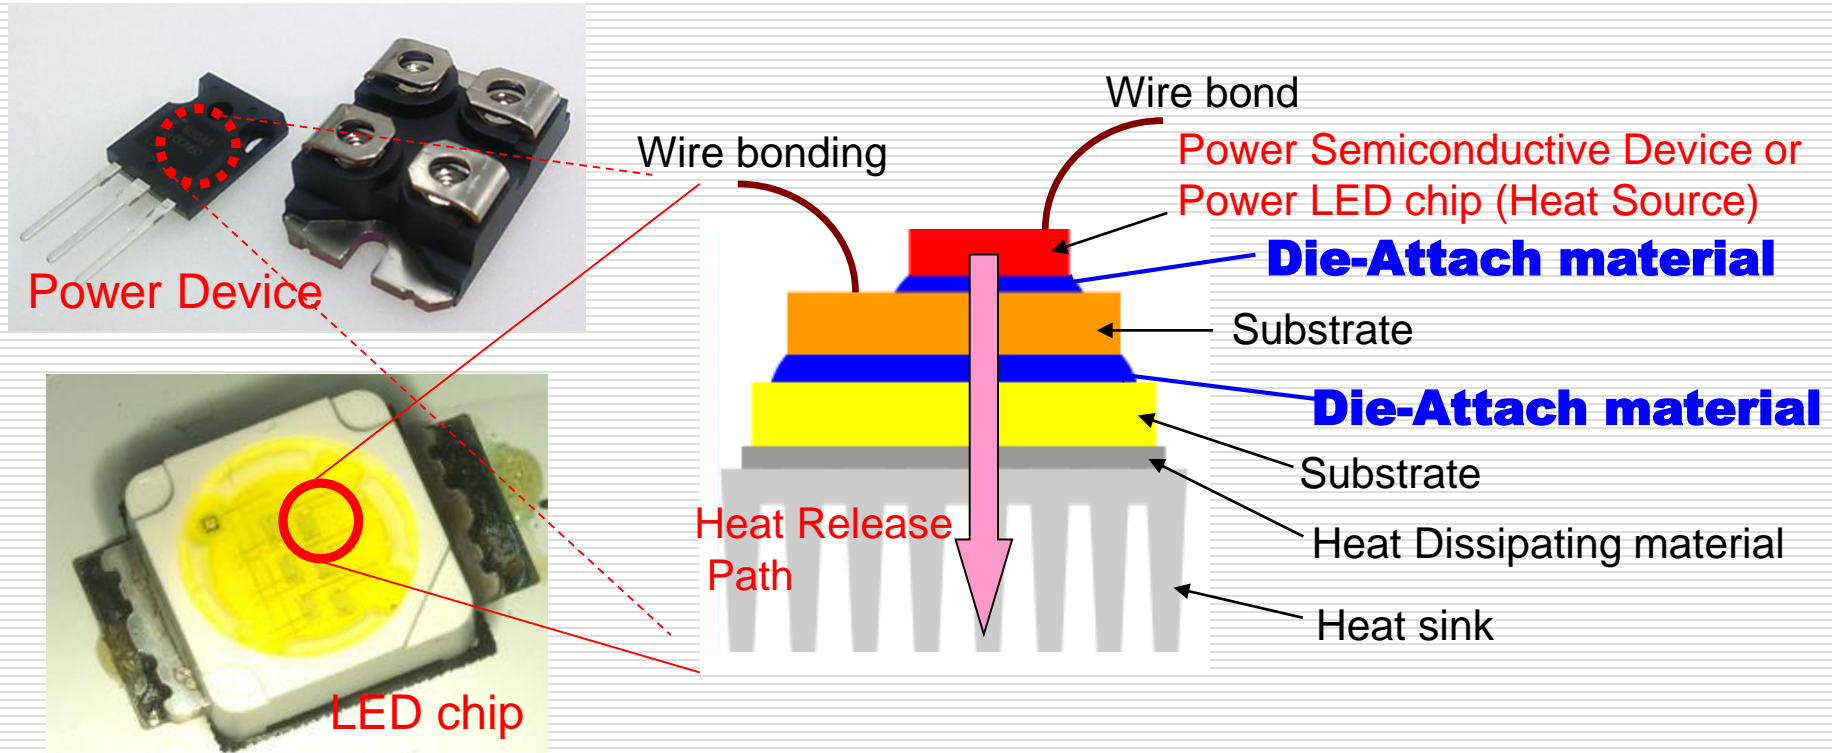 Wire bond
Wire bonding
Power Semiconductive Device or
Power LED chip (Heat Source)
Die-Attach material
Power Device
Substrate
Die-Attach material
Substrate
Heat Release
Path
Heat Dissipating material
Heat sink
LED chip